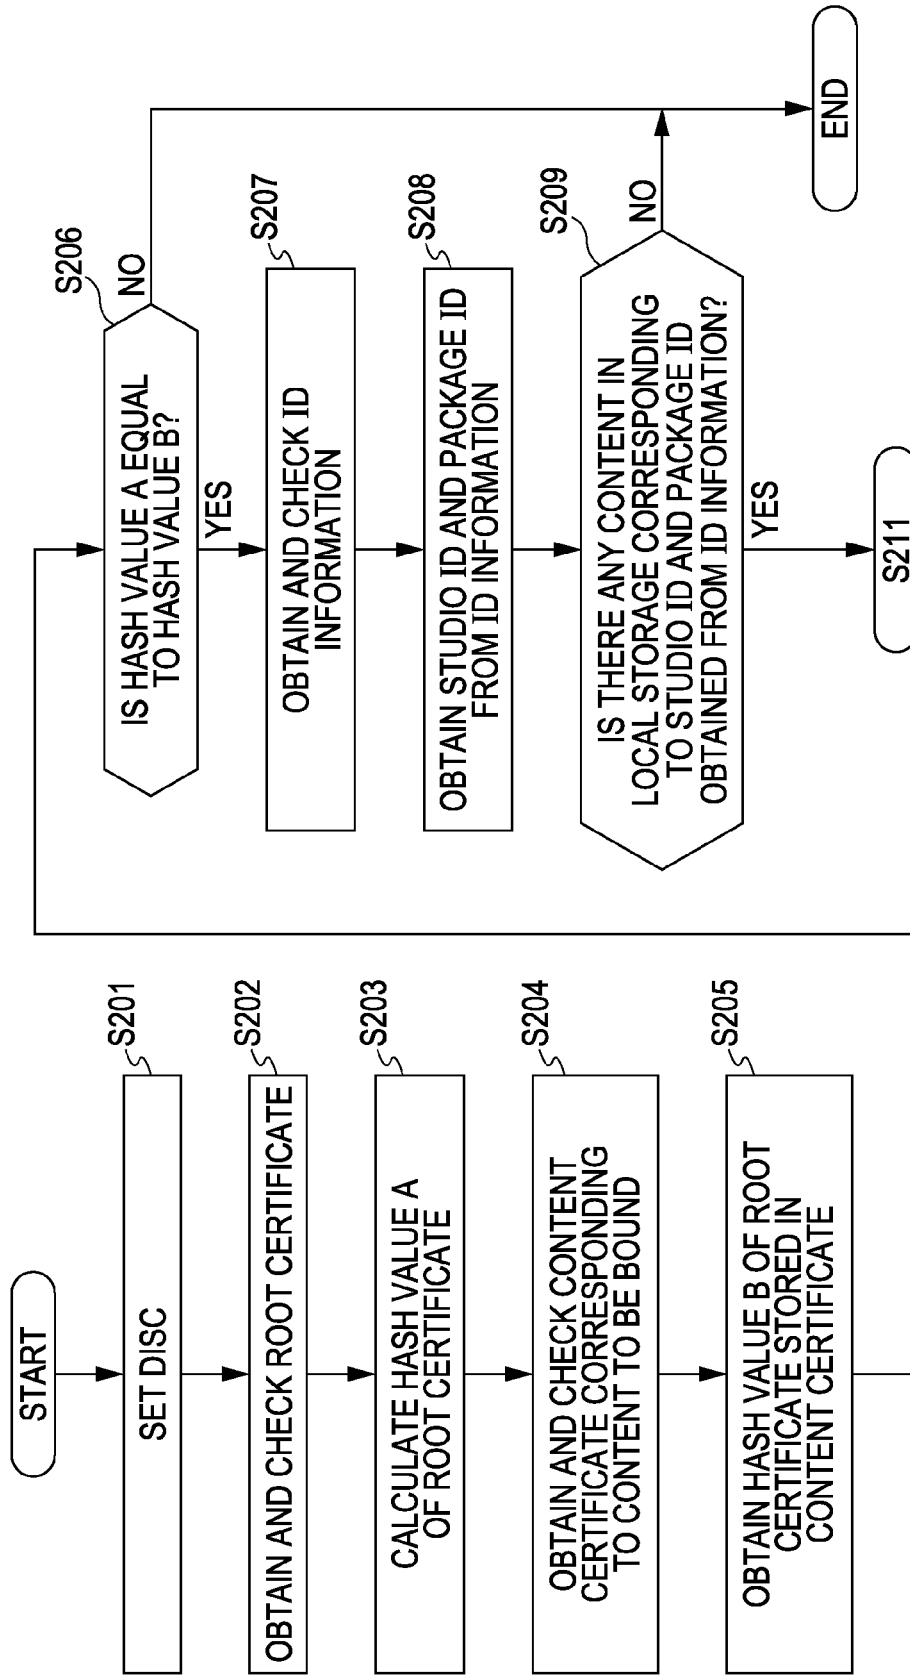 START
S201
SET DISC
S202
OBTAIN AND CHECK ROOT CERTIFICATE
S203
CALCULATE HASH VALUE A
OF ROOT CERTIFICATE
S204
OBTAIN AND CHECK CONTENT
CERTIFICATE CORRESPONDING
TO CONTENT TO BE BOUND
S205
OBTAIN HASH VALUE B OF ROOT
CERTIFICATE STORED IN
CONTENT CERTIFICATE
S206
IS HASH VALUE A EQUAL
TO HASH VALUE B?
NO
YES
S207
OBTAIN AND CHECK ID
INFORMATION
S208
OBTAIN STUDIO ID AND PACKAGE ID
FROM ID INFORMATION
S209
IS THERE ANY CONTENT IN
LOCAL STORAGE CORRESPONDING
TO STUDIO ID AND PACKAGE ID
OBTAINED FROM ID INFORMATION?
NO
YES
S211
END